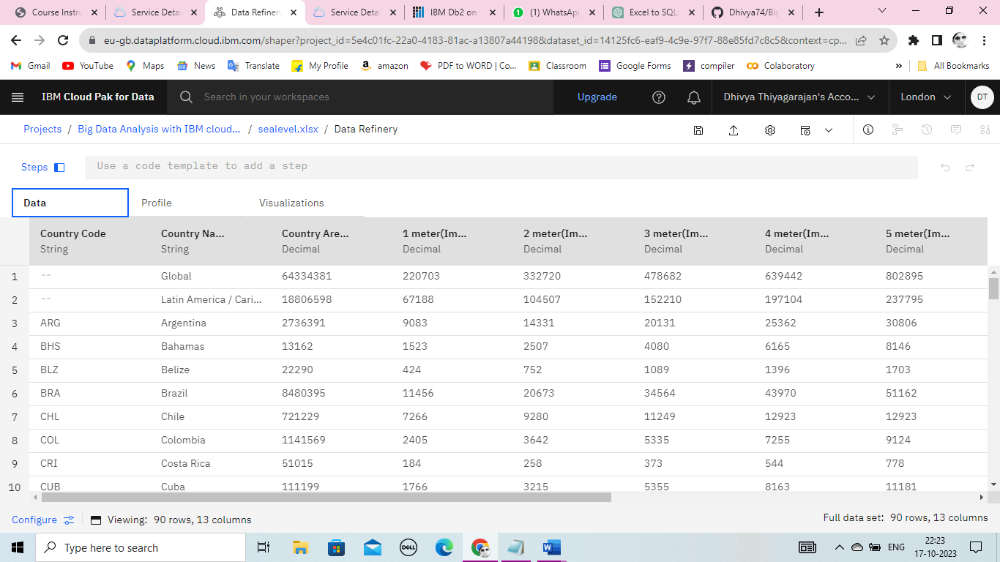 Course Instru
Service Deta
Data Refinery
Service Deta
IBM Db2 on
(1) WhatsApp
Excel to SQL
Dhivya74/Big
eu-gb.dataplatform.cloud.ibm.com/shaper?project_id=5e4c01fc-22a0-4183-81ac-a13807a44198&dataset_id=14125fc6-eaf9-4c9e-97f7-88e85fd7c8c5&context=cp...
Gmail YouTube Maps News Translate My Profile amazon PDF to WORD | Co... Classroom Google Forms compiler Colaboratory » All Bookmarks
IBM Cloud Pak for Data Search in your workspaces Upgrade Dhivya Thiyagarajan's Acco... London DT
Projects / Big Data Analysis with IBM cloud... / sealevel.xlsx / Data Refinery
Steps Use a code template to add a step
Data Profile Visualizations
Country Code Country Na... Country Are... 1 meter(Im... 2 meter(Im... 3 meter(Im... 4 meter(Im... 5 meter(Im...
String String Decimal Decimal Decimal Decimal Decimal Decimal
1 -- Global 64334381 220703 332720 478682 639442 802895
2 -- Latin America / Cari... 18806598 67188 104507 152210 197104 237795
3 ARG Argentina 2736391 9083 14331 20131 25362 30806
4 BHS Bahamas 13162 1523 2507 4080 6165 8146
5 BLZ Belize 22290 424 752 1089 1396 1703
6 BRA Brazil 8480395 11456 20673 34564 43970 51162
7 CHL Chile 721229 7266 9280 11249 12923 12923
8 COL Colombia 1141569 2405 3642 5335 7255 9124
9 CRI Costa Rica 51015 184 258 373 544 778
10 CUB Cuba 111199 1766 3215 5355 8163 11181
Configure Viewing: 90 rows, 13 columns Full data set: 90 rows, 13 columns
Type here to search DELL W ENG 22:23
17-10-2023